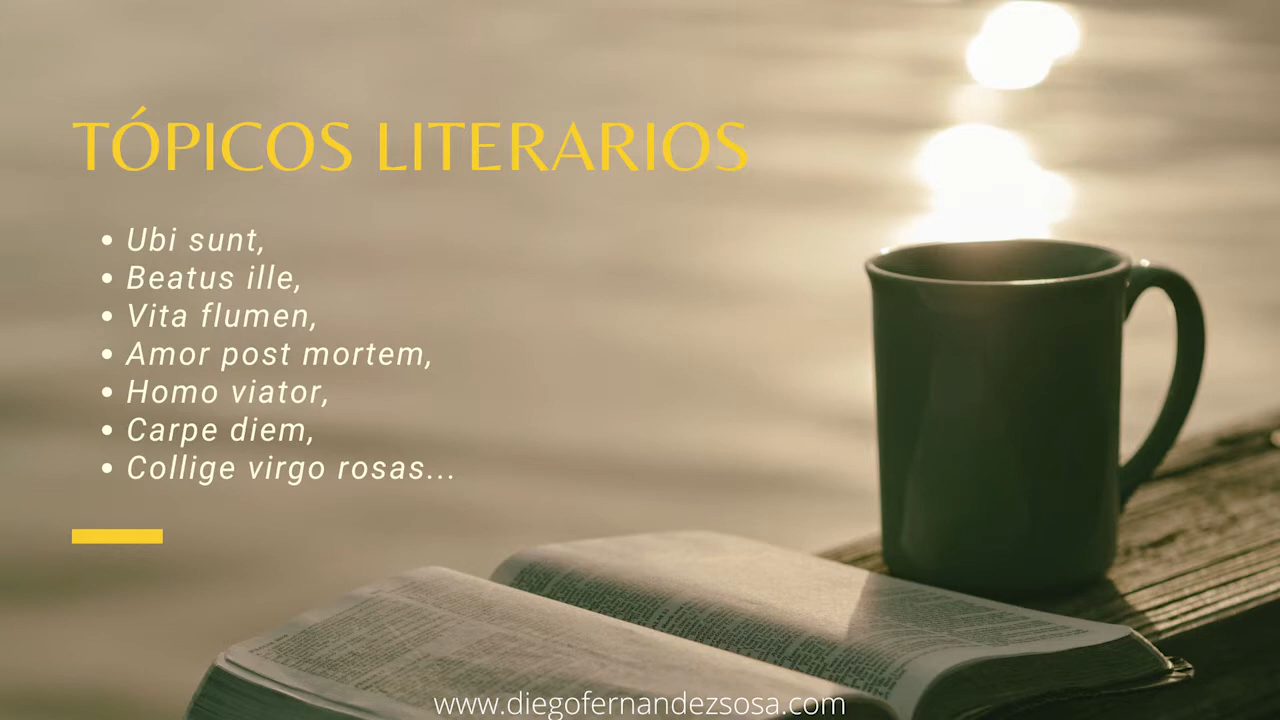 TÓPICOS LITERARIOS
• Ubi sunt,
• Beatus ille,
• Vita flumen,
• Amor post mortem,
• Homo viator,
• Carpe diem,
• Collige virgo rosas...
www.diegofernandezsosa.com